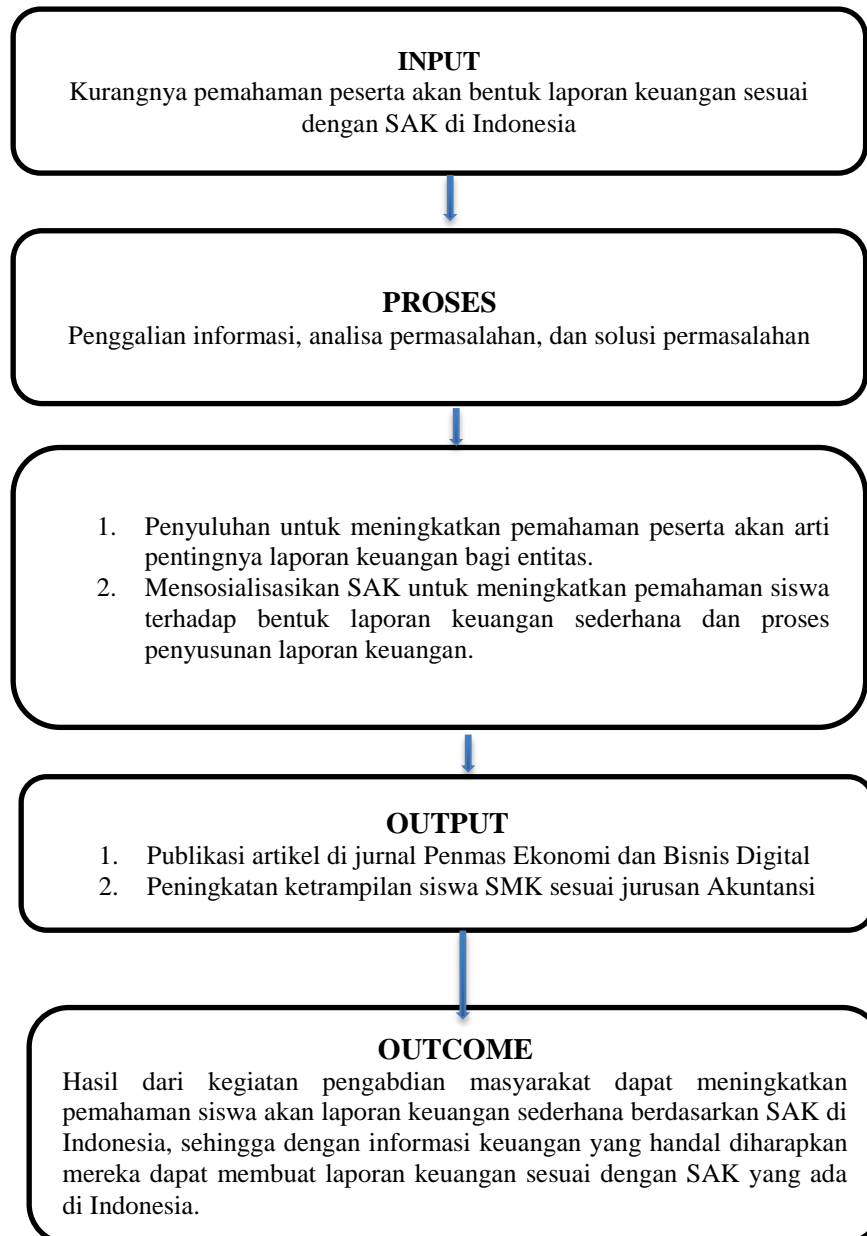 INPUT
Kurangnya pemahaman peserta akan bentuk laporan keuangan sesuai
dengan SAK di Indonesia
PROSES
Penggalian informasi, analisa permasalahan, dan solusi permasalahan
1. Penyuluhan untuk meningkatkan pemahaman peserta akan arti
pentingnya laporan keuangan bagi entitas.
2. Mensosialisasikan SAK untuk meningkatkan pemahaman siswa
terhadap bentuk laporan keuangan sederhana dan proses
penyusunan laporan keuangan.
OUTPUT
1. Publikasi artikel di jurnal Penmas Ekonomi dan Bisnis Digital
2. Peningkatan ketrampilan siswa SMK sesuai jurusan Akuntansi
OUTCOME
Hasil dari kegiatan pengabdian masyarakat dapat meningkatkan
pemahaman siswa akan laporan keuangan sederhana berdasarkan SAK di
Indonesia, sehingga dengan informasi keuangan yang handal diharapkan
mereka dapat membuat laporan keuangan sesuai dengan SAK yang ada
di Indonesia.